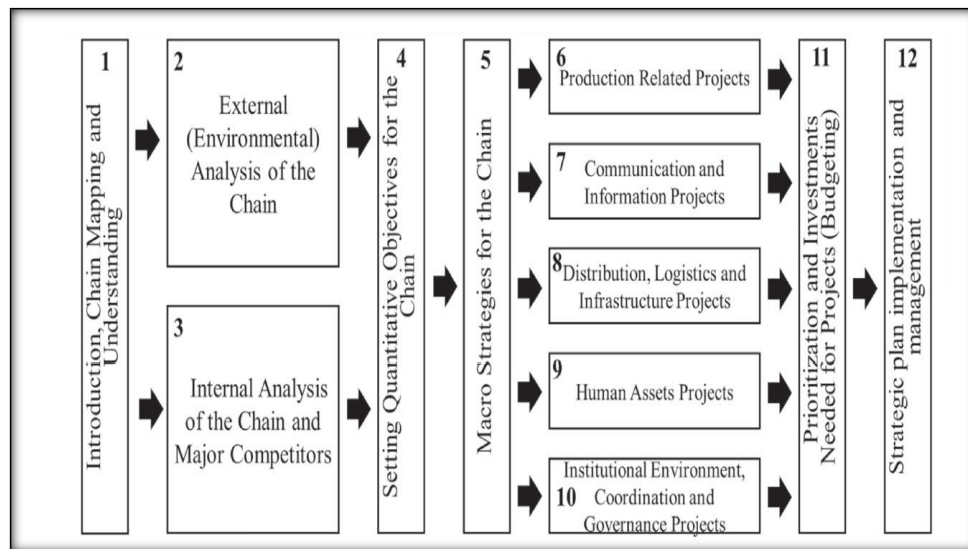 1
Introduction, Chain Mapping and
Understanding
2
External
(Environmental)
Analysis of the
Chain
3
Internal Analysis
of the Chain and
Major Competitors
4
Setting Quantitative Objectives for the
Chain
5
Macro Strategies for the Chain
6
Production Related Projects
7
Communication and
Information Projects
8
Distribution, Logistics and
Infrastructure Projects
9
Human Assets Projects
10
Institutional Environment,
Coordination and
Governance Projects
11
Prioritization and Investments
Needed for Projects (Budgeting)
12
Strategic plan implementation and
management